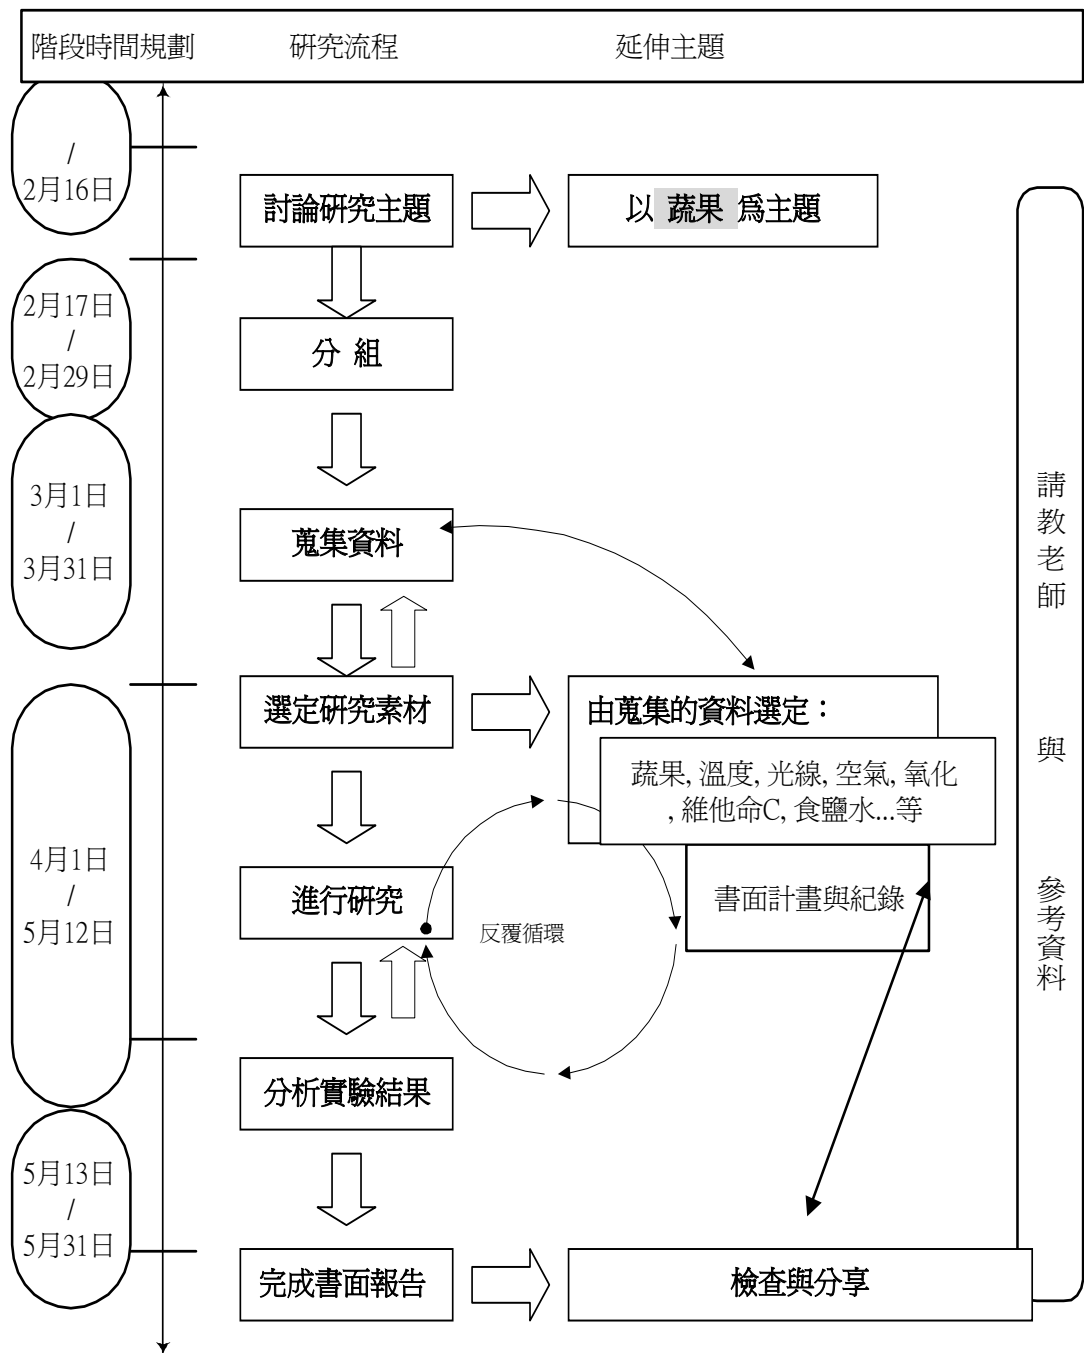 階段時間規劃 研究流程 延伸主題
/
2月16日
討論研究主題
以 蔬果 為主題
2月17日
/
2月29日
分 組
3月1日
/
3月31日
蒐集資料
選定研究素材
由蒐集的資料選定：
蔬果, 溫度, 光線, 空氣, 氧化
, 維他命C, 食鹽水...等
4月1日
/
5月12日
進行研究
反覆循環
書面計畫與紀錄
分析實驗結果
5月13日
/
5月31日
完成書面報告
檢查與分享
請教老師 與 參考資料